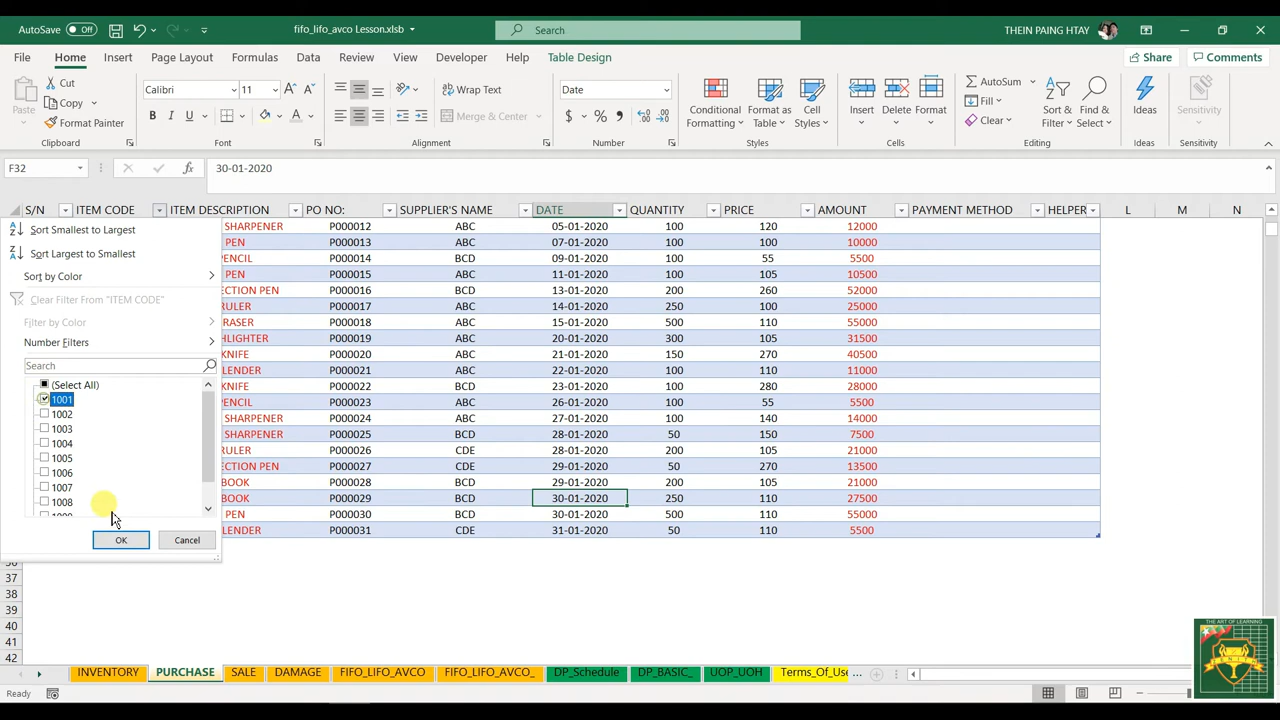 AutoSave Off fifo_lifo_avco Lesson.xlsb Search THEIN PAING HTAY
File Home Insert Page Layout Formulas Data Review View Developer Help Table Design Share Comments
Paste Cut Copy Format Painter
Calibri 11
Wrap Text
Merge & Center
Date
Conditional Formatting Format as Table Cell Styles
Insert Delete Format
AutoSum Fill Clear
Sort & Filter Find & Select
Ideas
Sensitivity
Clipboard Font Alignment Number Styles Cells Editing Ideas Sensitivity
F32 30-01-2020
S/N ITEM CODE ITEM DESCRIPTION PO NO: SUPPLIER'S NAME DATE QUANTITY PRICE AMOUNT PAYMENT METHOD HELPER L M N
Sort Smallest to Largest
Sort Largest to Smallest
Sort by Color
Clear Filter From "ITEM CODE"
Filter by Color
Number Filters
Search
(Select All)
1001
1002
1003
1004
1005
1006
1007
1008
OK Cancel
SHARPENER P000012 ABC 05-01-2020 100 120 12000
PEN P000013 ABC 07-01-2020 100 100 10000
PENCIL P000014 BCD 09-01-2020 100 55 5500
PEN P000015 ABC 11-01-2020 100 105 10500
ECTION PEN P000016 BCD 13-01-2020 200 260 52000
RULER P000017 ABC 14-01-2020 250 100 25000
RASER P000018 ABC 15-01-2020 500 110 55000
HLIGHTER P000019 ABC 20-01-2020 300 105 31500
KNIFE P000020 ABC 21-01-2020 150 270 40500
LENDER P000021 ABC 22-01-2020 100 110 11000
KNIFE P000022 BCD 23-01-2020 100 280 28000
PENCIL P000023 ABC 26-01-2020 100 55 5500
SHARPENER P000024 ABC 27-01-2020 100 140 14000
SHARPENER P000025 BCD 28-01-2020 50 150 7500
RULER P000026 CDE 28-01-2020 200 105 21000
ECTION PEN P000027 CDE 29-01-2020 50 270 13500
BOOK P000028 BCD 29-01-2020 200 105 21000
BOOK P000029 BCD 30-01-2020 250 110 27500
PEN P000030 BCD 30-01-2020 500 110 55000
LENDER P000031 CDE 31-01-2020 50 110 5500
37
38
39
40
41
42
INVENTORY PURCHASE SALE DAMAGE FIFO_LIFO_AVCO FIFO_LIFO_AVCO_ DP_Schedule DP_BASIC_ UOP_UOH Terms_Of_Use ...
Ready
THE ART OF LEARNING